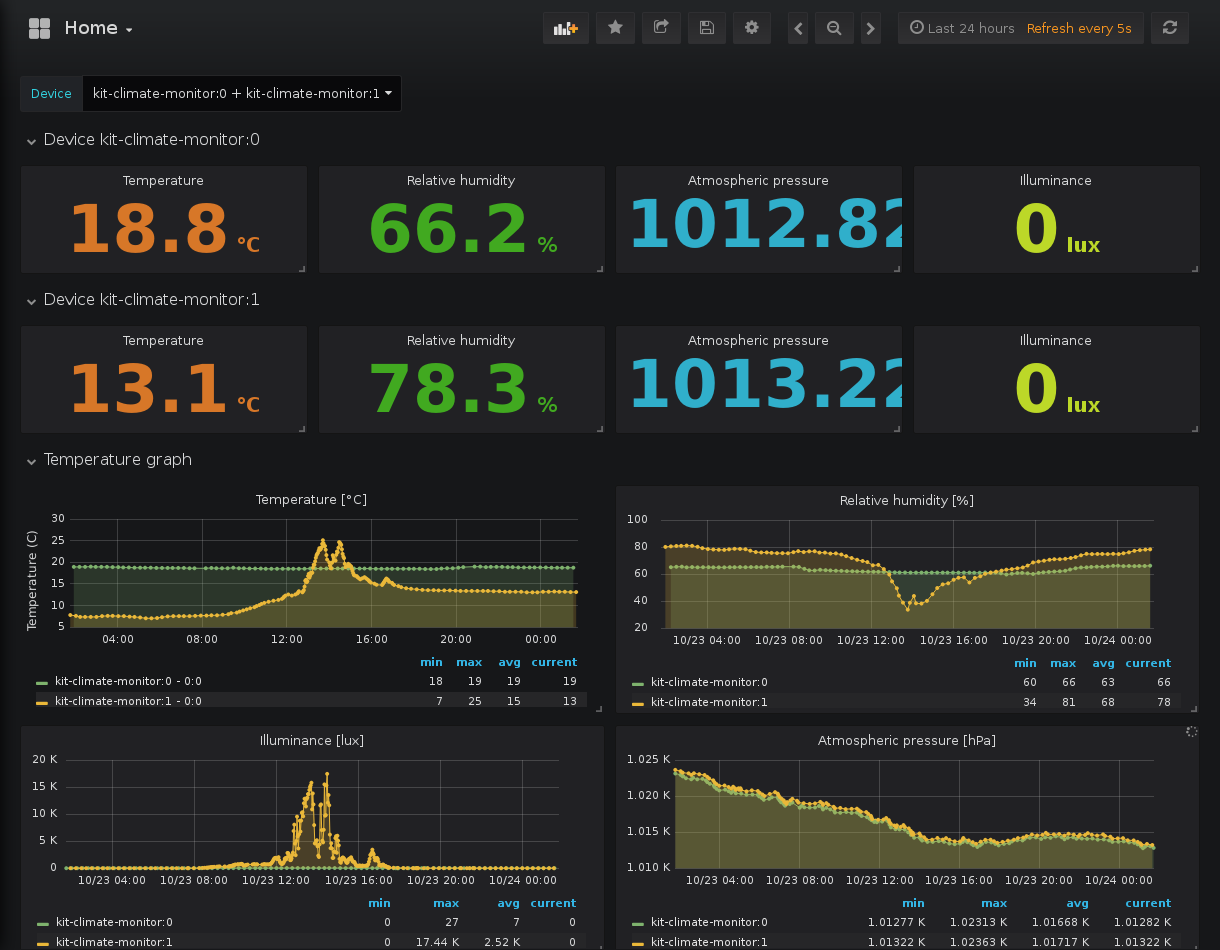 Home
Last 24 hours Refresh every 5s
Device kit-climate-monitor:0 + kit-climate-monitor:1
Device kit-climate-monitor:0
Temperature Relative humidity Atmospheric pressure Illuminance
18.8 °C 66.2 % 1012.82 0 lux
Device kit-climate-monitor:1
Temperature Relative humidity Atmospheric pressure Illuminance
13.1 °C 78.3 % 1013.22 0 lux
Temperature graph
Temperature [°C]
Temperature (C)
30
25
20
15
10
5
04:00 08:00 12:00 16:00 20:00 00:00
min max avg current
kit-climate-monitor:0 - 0:0 18 19 19 19
kit-climate-monitor:1 - 0:0 7 25 15 13
Relative humidity [%]
100
80
60
40
20
10/23 04:00 10/23 08:00 10/23 12:00 10/23 16:00 10/23 20:00 10/24 00:00
min max avg current
kit-climate-monitor:0 60 66 63 66
kit-climate-monitor:1 34 81 68 78
Illuminance [lux]
20 K
15 K
10 K
5 K
0
10/23 04:00 10/23 08:00 10/23 12:00 10/23 16:00 10/23 20:00 10/24 00:00
min max avg current
kit-climate-monitor:0 0 27 7 0
kit-climate-monitor:1 0 17.44 K 2.52 K 0
Atmospheric pressure [hPa]
1.025 K
1.020 K
1.015 K
1.010 K
10/23 04:00 10/23 08:00 10/23 12:00 10/23 16:00 10/23 20:00 10/24 00:00
min max avg current
kit-climate-monitor:0 1.01277 K 1.02313 K 1.01668 K 1.01282 K
kit-climate-monitor:1 1.01322 K 1.02363 K 1.01717 K 1.01322 K